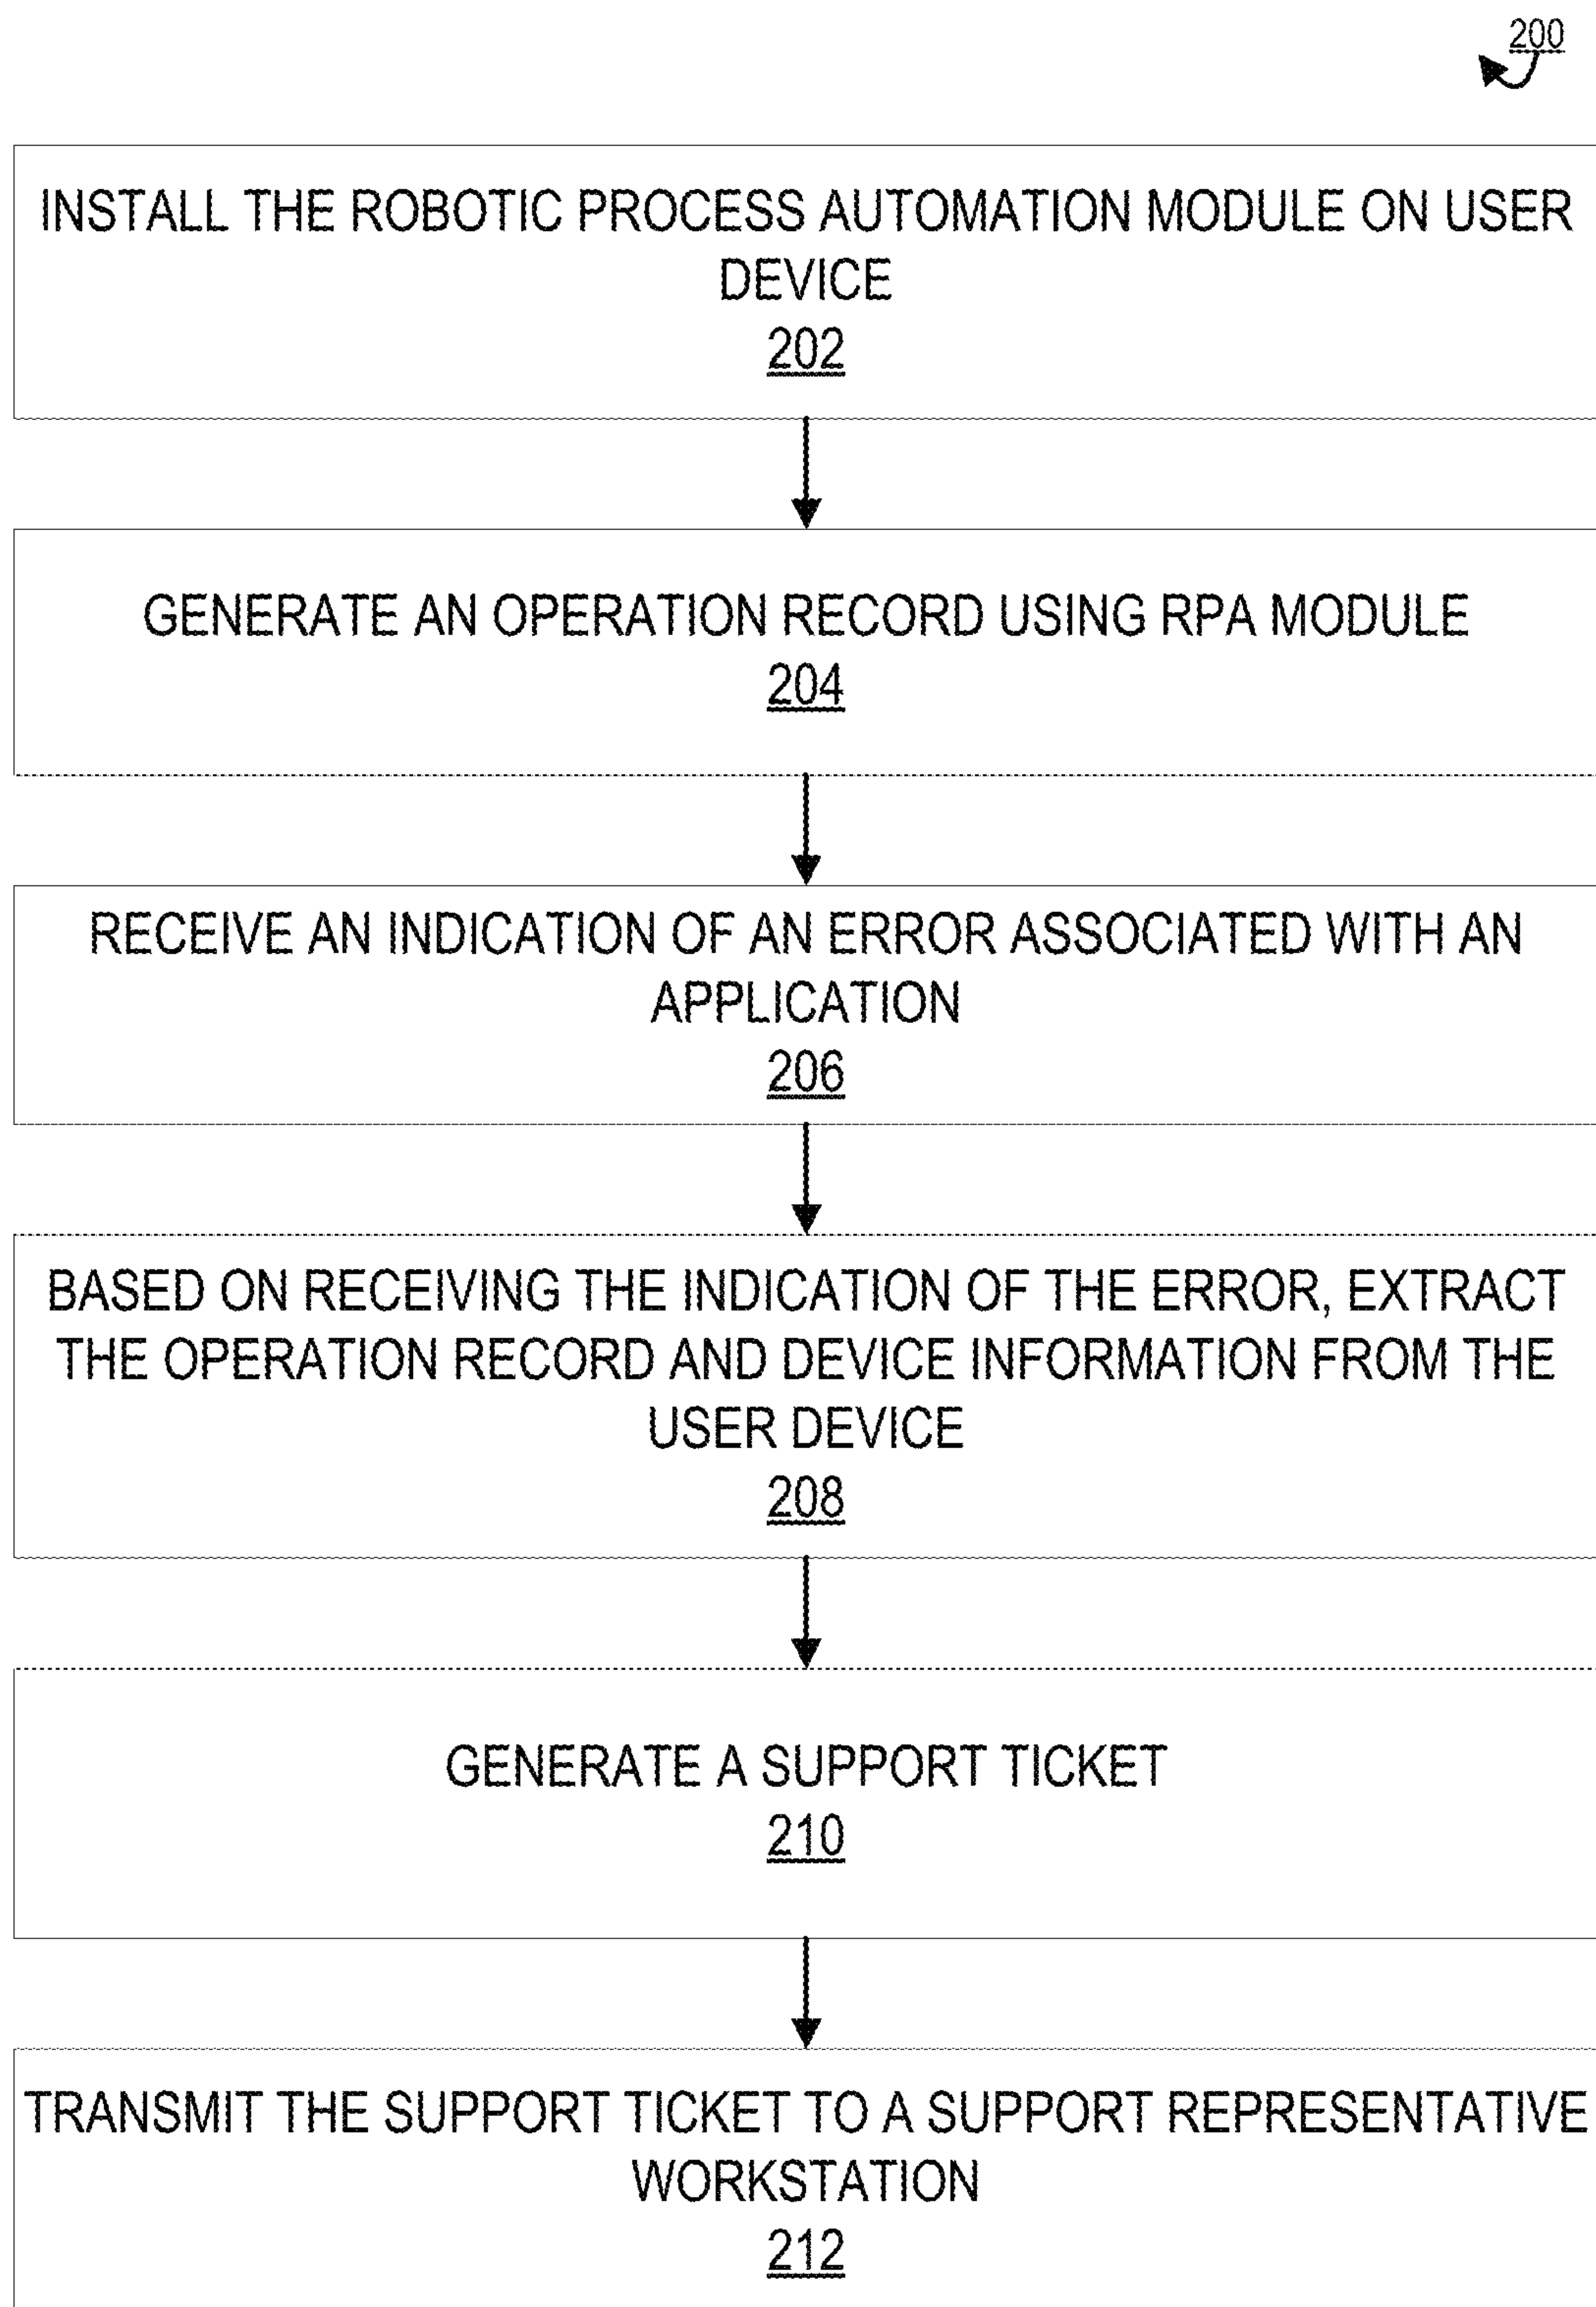 200
INSTALL THE ROBOTIC PROCESS AUTOMATION MODULE ON USER
DEVICE
202
GENERATE AN OPERATION RECORD USING RPA MODULE
204
RECEIVE AN INDICATION OF AN ERROR ASSOCIATED WITH AN
APPLICATION
206
BASED ON RECEIVING THE INDICATION OF THE ERROR, EXTRACT
THE OPERATION RECORD AND DEVICE INFORMATION FROM THE
USER DEVICE
208
GENERATE A SUPPORT TICKET
210
TRANSMIT THE SUPPORT TICKET TO A SUPPORT REPRESENTATIVE
WORKSTATION
212